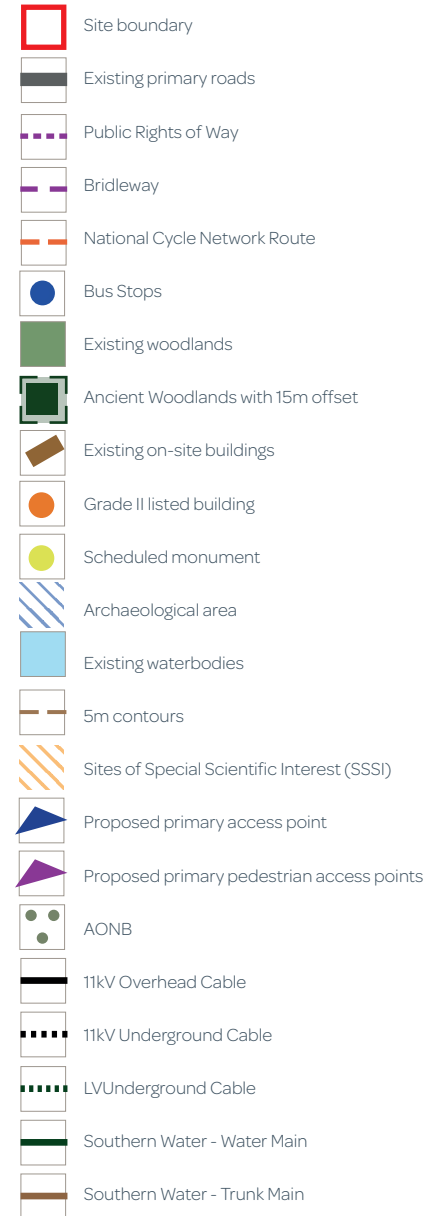 Site boundary
Existing primary roads
Public Rights of Way
Bridleway
National Cycle Network Route
Bus Stops
Existing woodlands
Ancient Woodlands with 15m offset
Existing on-site buildings
Grade II listed building
Scheduled monument
Archaeological area
Existing waterbodies
5m contours
Sites of Special Scientific Interest (SSSI)
Proposed primary access point
Proposed primary pedestrian access points
AONB
11kV Overhead Cable
11kV Underground Cable
LVUnderground Cable
Southern Water - Water Main
Southern Water - Trunk Main